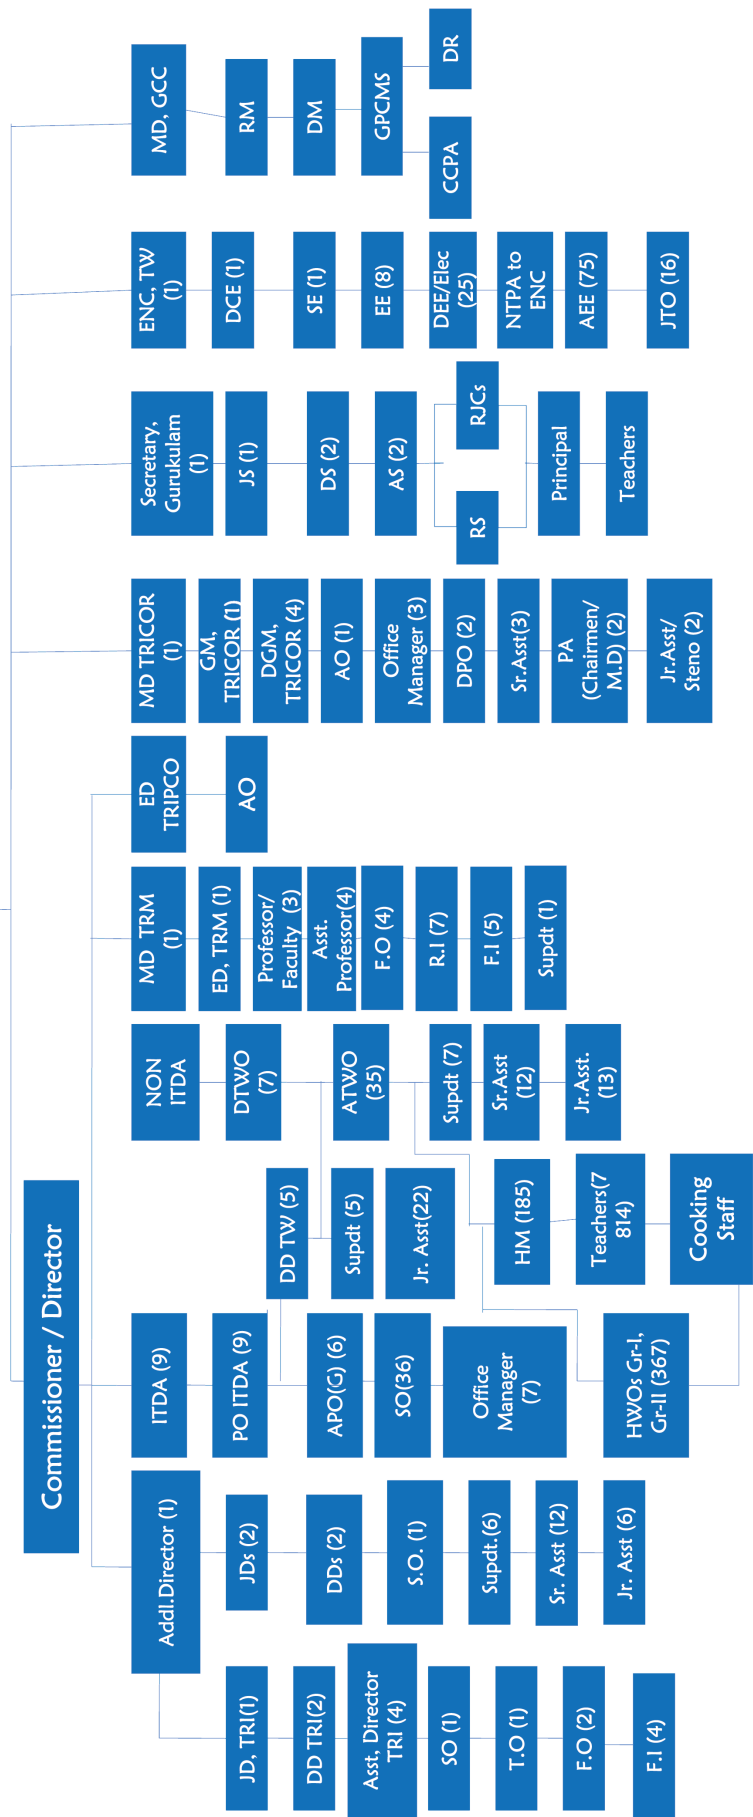 Commissioner / Director
Addl.Director (1)
JD, TRI(1)
DD TRI(2)
Asst, Director
TRI (4)
SO (1)
T.O (1)
F.O (2)
F.I (4)
JDs (2)
DDs (2)
S.O. (1)
Supdt.(6)
Sr. Asst (12)
Jr. Asst (6)
ITDA (9)
PO ITDA (9)
APO(G) (6)
SO(36)
Office
Manager
(7)
HWOs Gr-I,
Gr-II (367)
DD TW (5)
Supdt (5)
Jr. Asst(22)
HM (185)
Teachers(7
814)
Cooking
Staff
NON
ITDA
DTWO
(7)
ATWO
(35)
Supdt (7)
Sr.Asst
(12)
Jr.Asst.
(13)
MD TRM
(1)
ED, TRM (1)
Professor/
Faculty (3)
Asst.
Professor(4)
F.O (4)
R.I (7)
F.I (5)
Supdt (1)
ED
TRIPCO
AO
MD TRICOR
(1)
GM,
TRICOR (1)
DGM,
TRICOR (4)
AO (1)
Office
Manager (3)
DPO (2)
Sr.Asst(3)
PA
(Chairmen/
M.D) (2)
Jr.Asst/
Steno (2)
Secretary,
Gurukulam
(1)
JS (1)
DS (2)
AS (2)
RS
RJCs
Principal
Teachers
ENC, TW
(1)
DCE (1)
SE (1)
EE (8)
DEE/Elec
(25)
NTPA to
ENC
AEE (75)
JTO (16)
MD, GCC
RM
DM
GPCMS
CCPA
DR